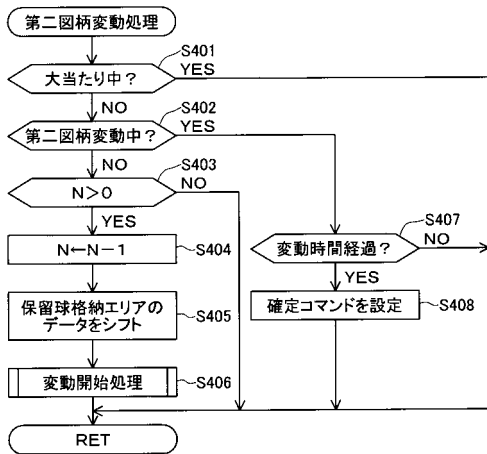 第二図柄変動処理
S401
大当たり中?
YES
NO
S402
第二図柄変動中?
YES
NO
S403
N>0
NO
YES
S407
変動時間経過?
NO
YES
N←N－1
S404
確定コマンドを設定
S408
保留球格納エリアの
データをシフト
S405
変動開始処理
S406
RET